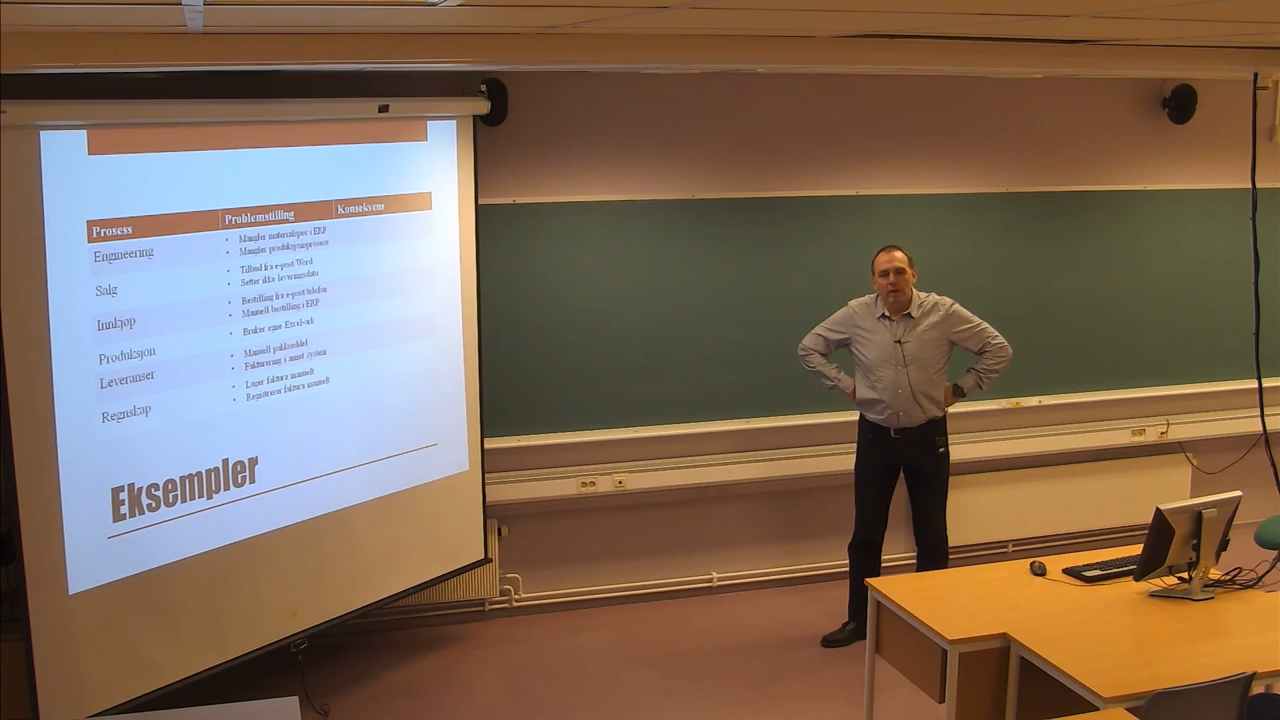 Prosess Problemstilling Konsekvens
Engineering
• Mangler materialspec i ERP
• Mangler produksjonsprosess
Salg
• Tilbud fra e-post/Word
• Setter ikke leveringsdato
Innkjøp
• Bestilling fra e-post/telefon
• Manuell bestilling i ERP
Produksjon
• Bruker egne Excel-ark
Leveranser
• Manuell pakkseddel
• Fakturering i annet system
Regnskap
• Lager faktura manuelt
• Registrerer faktura manuelt
Eksempler